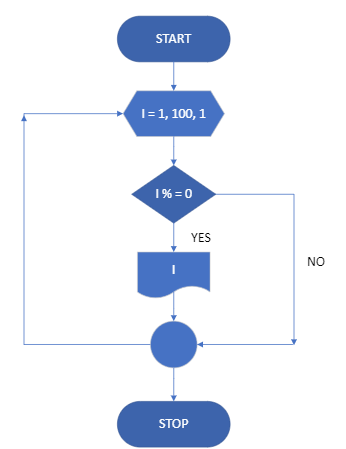 START
I = 1, 100, 1
I % = 0
YES
NO
I
STOP